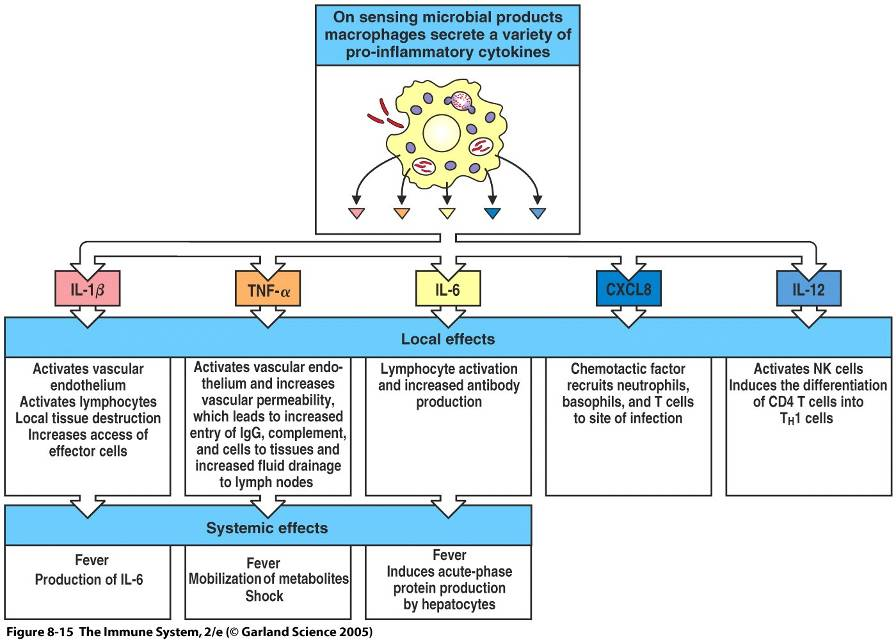 On sensing microbial products
macrophages secrete a variety of
pro-inflammatory cytokines
IL-1β
TNF-α
IL-6
CXCL8
IL-12
Local effects
Activates vascular
endothelium
Activates lymphocytes
Local tissue destruction
Increases access of
effector cells
Activates vascular endo-
thelium and increases
vascular permeability,
which leads to increased
entry of IgG, complement,
and cells to tissues and
increased fluid drainage
to lymph nodes
Lymphocyte activation
and increased antibody
production
Chemotactic factor
recruits neutrophils,
basophils, and T cells
to site of infection
Activates NK cells
Induces the differentiation
of CD4 T cells into
TH1 cells
Systemic effects
Fever
Production of IL-6
Fever
Mobilization of metabolites
Shock
Fever
Induces acute-phase
protein production
by hepatocytes
Figure 8-15 The Immune System, 2/e (© Garland Science 2005)